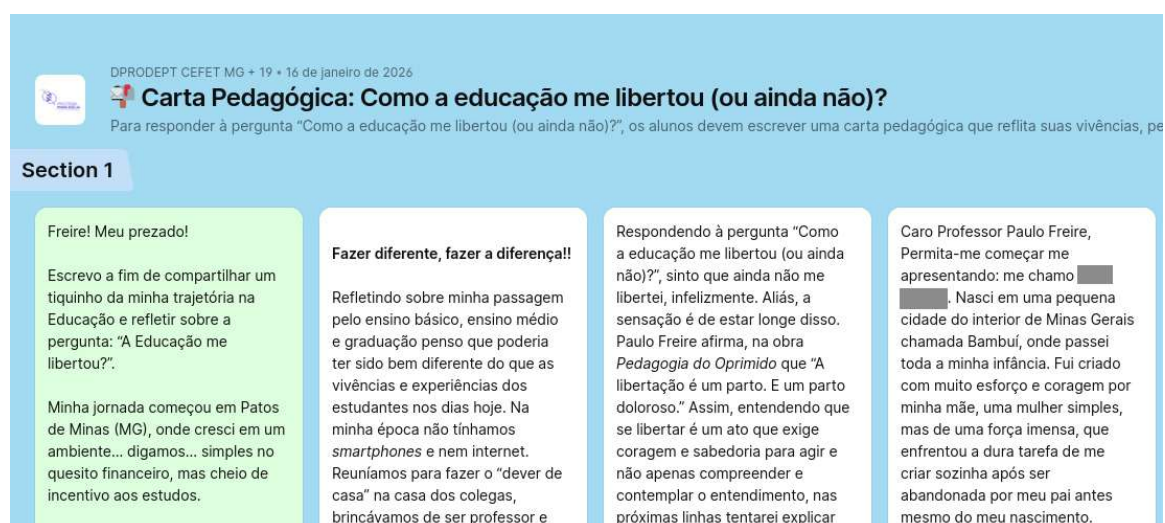 DPRODEPT CEFET MG + 19 • 16 de janeiro de 2026
📬 Carta Pedagógica: Como a educação me libertou (ou ainda não)?
Para responder à pergunta “Como a educação me libertou (ou ainda não)?”, os alunos devem escrever uma carta pedagógica que reflita suas vivências, pe
Section 1
Freire! Meu prezado!
Escrevo a fim de compartilhar um
tiquinho da minha trajetória na
Educação e refletir sobre a
pergunta: “A Educação me
libertou?”.
Minha jornada começou em Patos
de Minas (MG), onde cresci em um
ambiente... digamos... simples no
quesito financeiro, mas cheio de
incentivo aos estudos.
Fazer diferente, fazer a diferença!!
Refletindo sobre minha passagem
pelo ensino básico, ensino médio
e graduação penso que poderia
ter sido bem diferente do que as
vivências e experiências dos
estudantes nos dias hoje. Na
minha época não tínhamos
smartphones e nem internet.
Reuníamos para fazer o “dever de
casa” na casa dos colegas,
brincávamos de ser professor e
Respondendo à pergunta “Como
a educação me libertou (ou ainda
não)?”, sinto que ainda não me
libertei, infelizmente. Aliás, a
sensação é de estar longe disso.
Paulo Freire afirma, na obra
Pedagogia do Oprimido que “A
libertação é um parto. E um parto
doloroso.” Assim, entendendo que
se libertar é um ato que exige
coragem e sabedoria para agir e
não apenas compreender e
contemplar o entendimento, nas
próximas linhas tentarei explicar
Caro Professor Paulo Freire,
Permita-me começar me
apresentando: me chamo
. Nasci em uma pequena
cidade do interior de Minas Gerais
chamada Bambuí, onde passei
toda a minha infância. Fui criado
com muito esforço e coragem por
minha mãe, uma mulher simples,
mas de uma força imensa, que
enfrentou a dura tarefa de me
criar sozinha após ser
abandonada por meu pai antes
mesmo do meu nascimento.